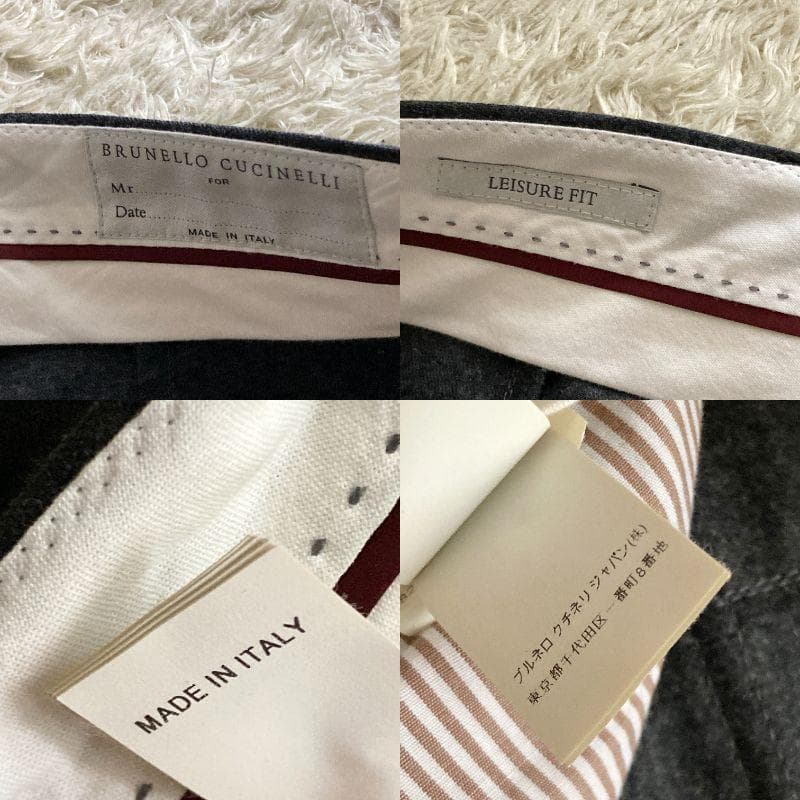 BRUNELLO CUCINELLI
FOR
Mr.
Date
MADE IN ITALY
LEISURE FIT
MADE IN ITALY
ブルネロ クチネリ ジャパン(株)
東京都千代田区一番町8番地